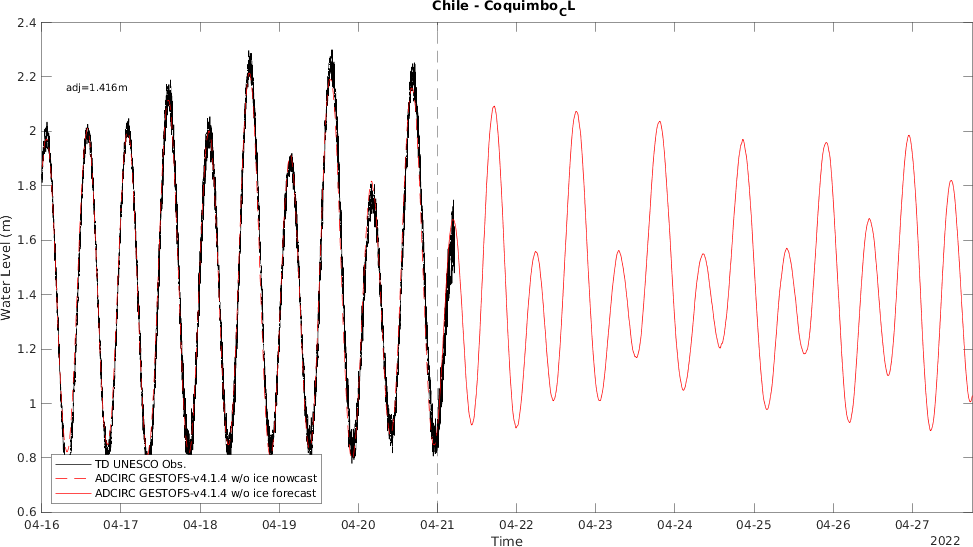 Chile - Coquimbo_CL
2.4
2.2
2
1.8
1.6
1.4
1.2
1
0.8
0.6
Water Level (m)
adj=1.416m
TD UNESCO Obs.
ADCIRC GESTOFS-v4.1.4 w/o ice nowcast
ADCIRC GESTOFS-v4.1.4 w/o ice forecast
04-16 04-17 04-18 04-19 04-20 04-21 04-22 04-23 04-24 04-25 04-26 04-27
Time
2022